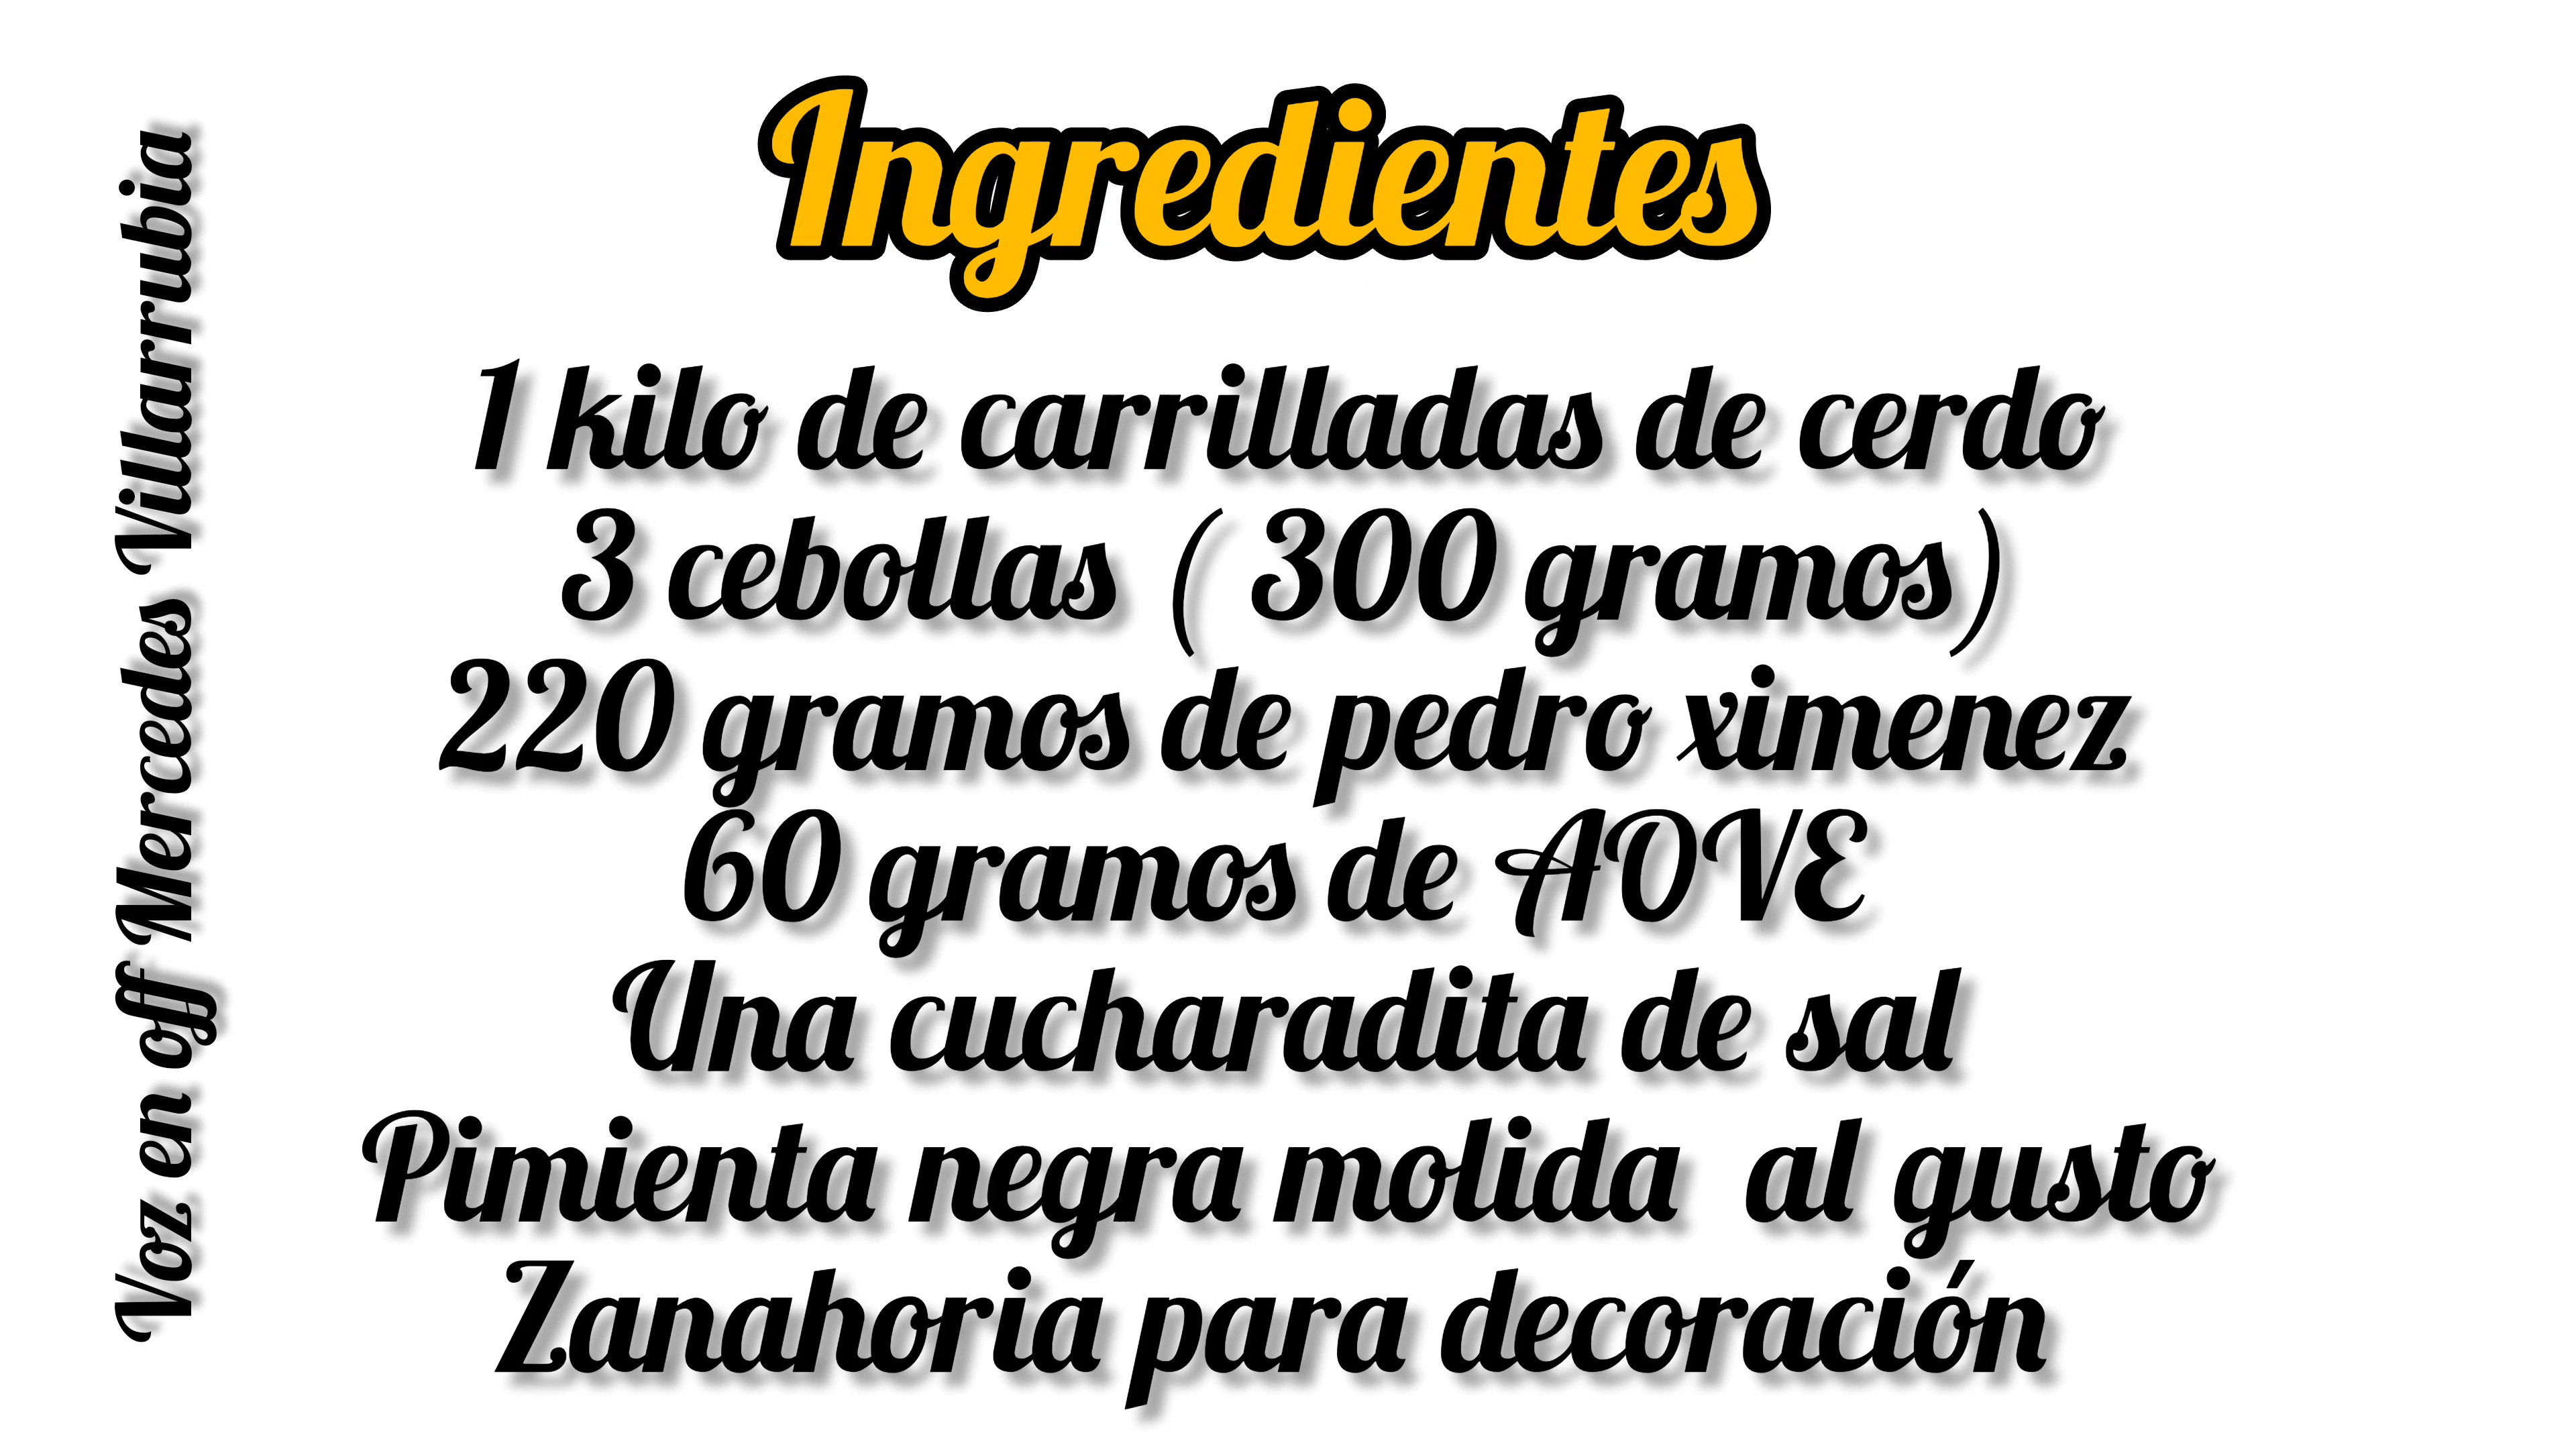 Ingredientes
1 kilo de carrilladas de cerdo
3 cebollas ( 300 gramos)
220 gramos de pedro ximenez
60 gramos de AOVE
Una cucharadita de sal
Pimienta negra molida  al gusto
Zanahoria para decoración
Voz en off Mercedes Villarrubia